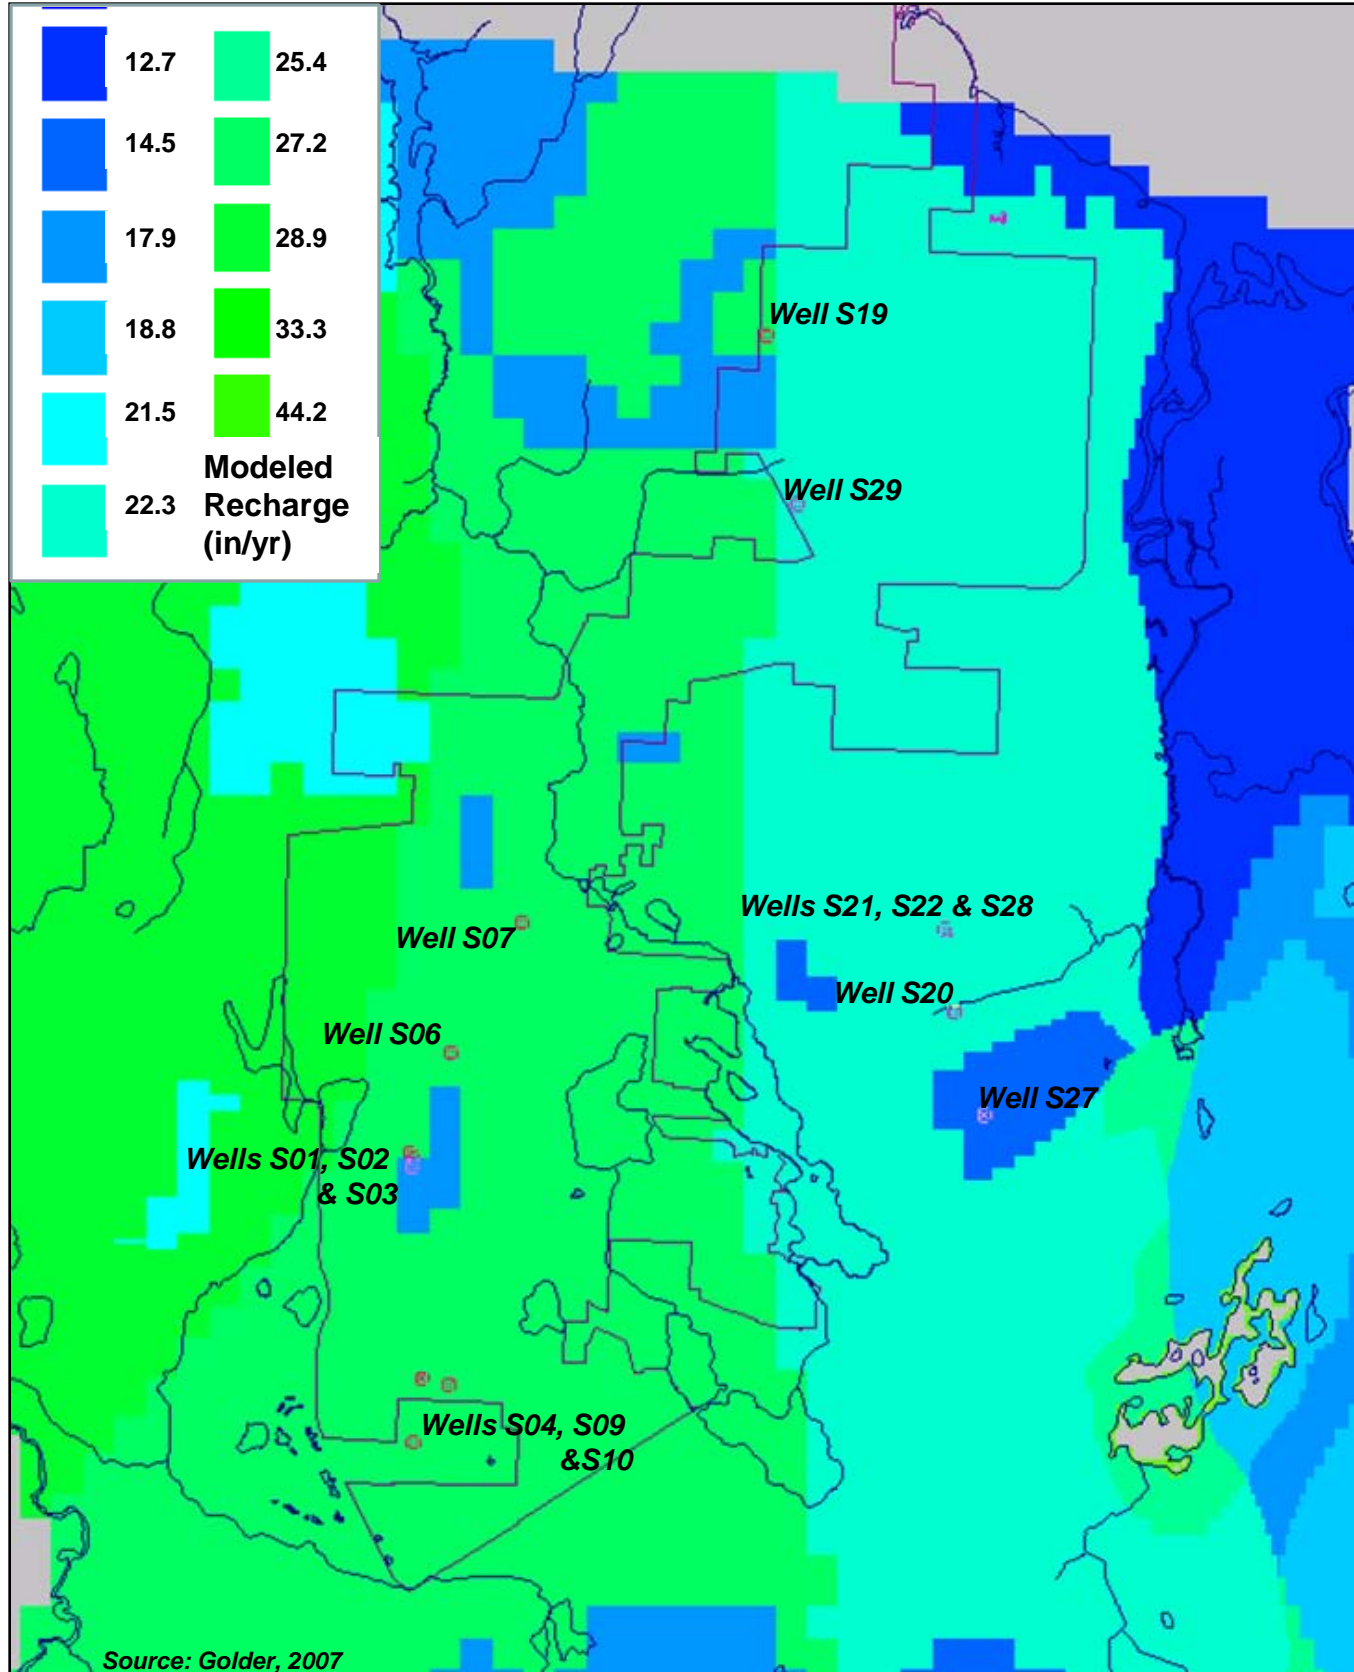 12.7
14.5
17.9
18.8
21.5
22.3
25.4
27.2
28.9
33.3
44.2
Modeled
Recharge
(in/yr)
Well S19
Well S29
Wells S21, S22 & S28
Well S07
Well S20
Well S06
Well S27
Wells S01, S02
& S03
Wells S04, S09
&S10
Source: Golder, 2007